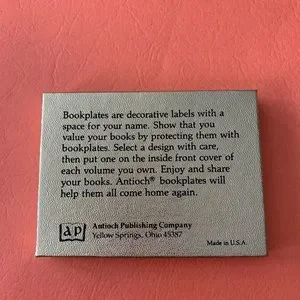 Bookplates are decorative labels with a
space for your name. Show that you
value your books by protecting them with
bookplates. Select a design with care,
then put one on the inside front cover of
each volume you own. Enjoy and share
your books. Antioch® bookplates will
help them all come home again.
ap
Antioch Publishing Company
Yellow Springs, Ohio 45387
Made in U.S.A.